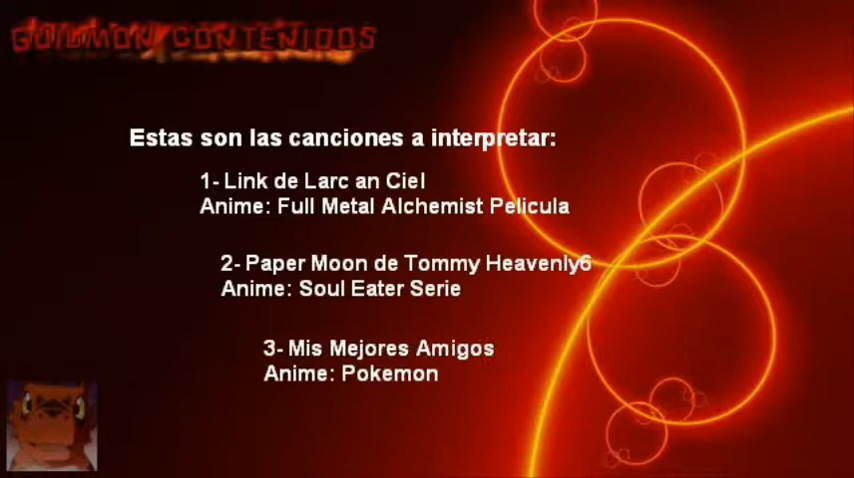 GUILMON CONTENIDOS
Estas son las canciones a interpretar:
1- Link de Larc an Ciel
Anime: Full Metal Alchemist Pelicula
2- Paper Moon de Tommy Heavenly6
Anime: Soul Eater Serie
3- Mis Mejores Amigos
Anime: Pokemon